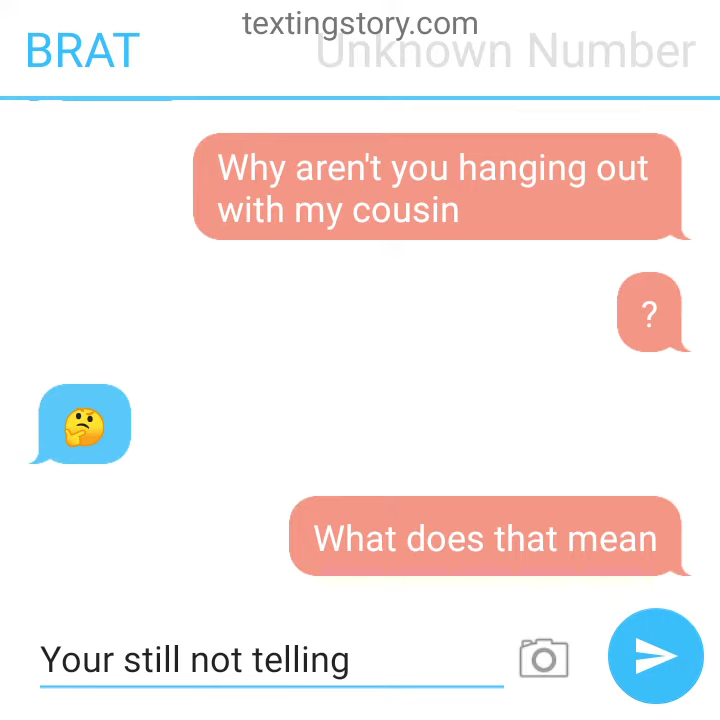 textingstory.com
BRAT Unknown Number
Why aren't you hanging out
with my cousin
?
🤔
What does that mean
Your still not telling